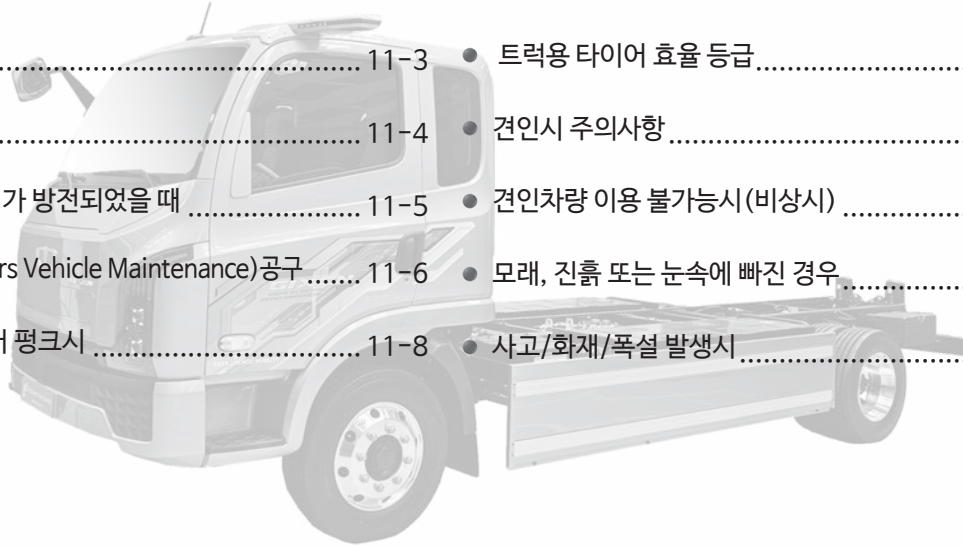 ........................................ 11-3
........................................ 11-4
가 방전되었을 때 .................... 11-5
rs Vehicle Maintenance)공구 ....... 11-6
펑크시 ............................... 11-8
● 트럭용 타이어 효율 등급........................
● 견인시 주의사항 ..................................
● 견인차량 이용 불가능시(비상시) ..............
● 모래, 진흙 또는 눈속에 빠진 경우..............
● 사고/화재/폭설 발생시..........................